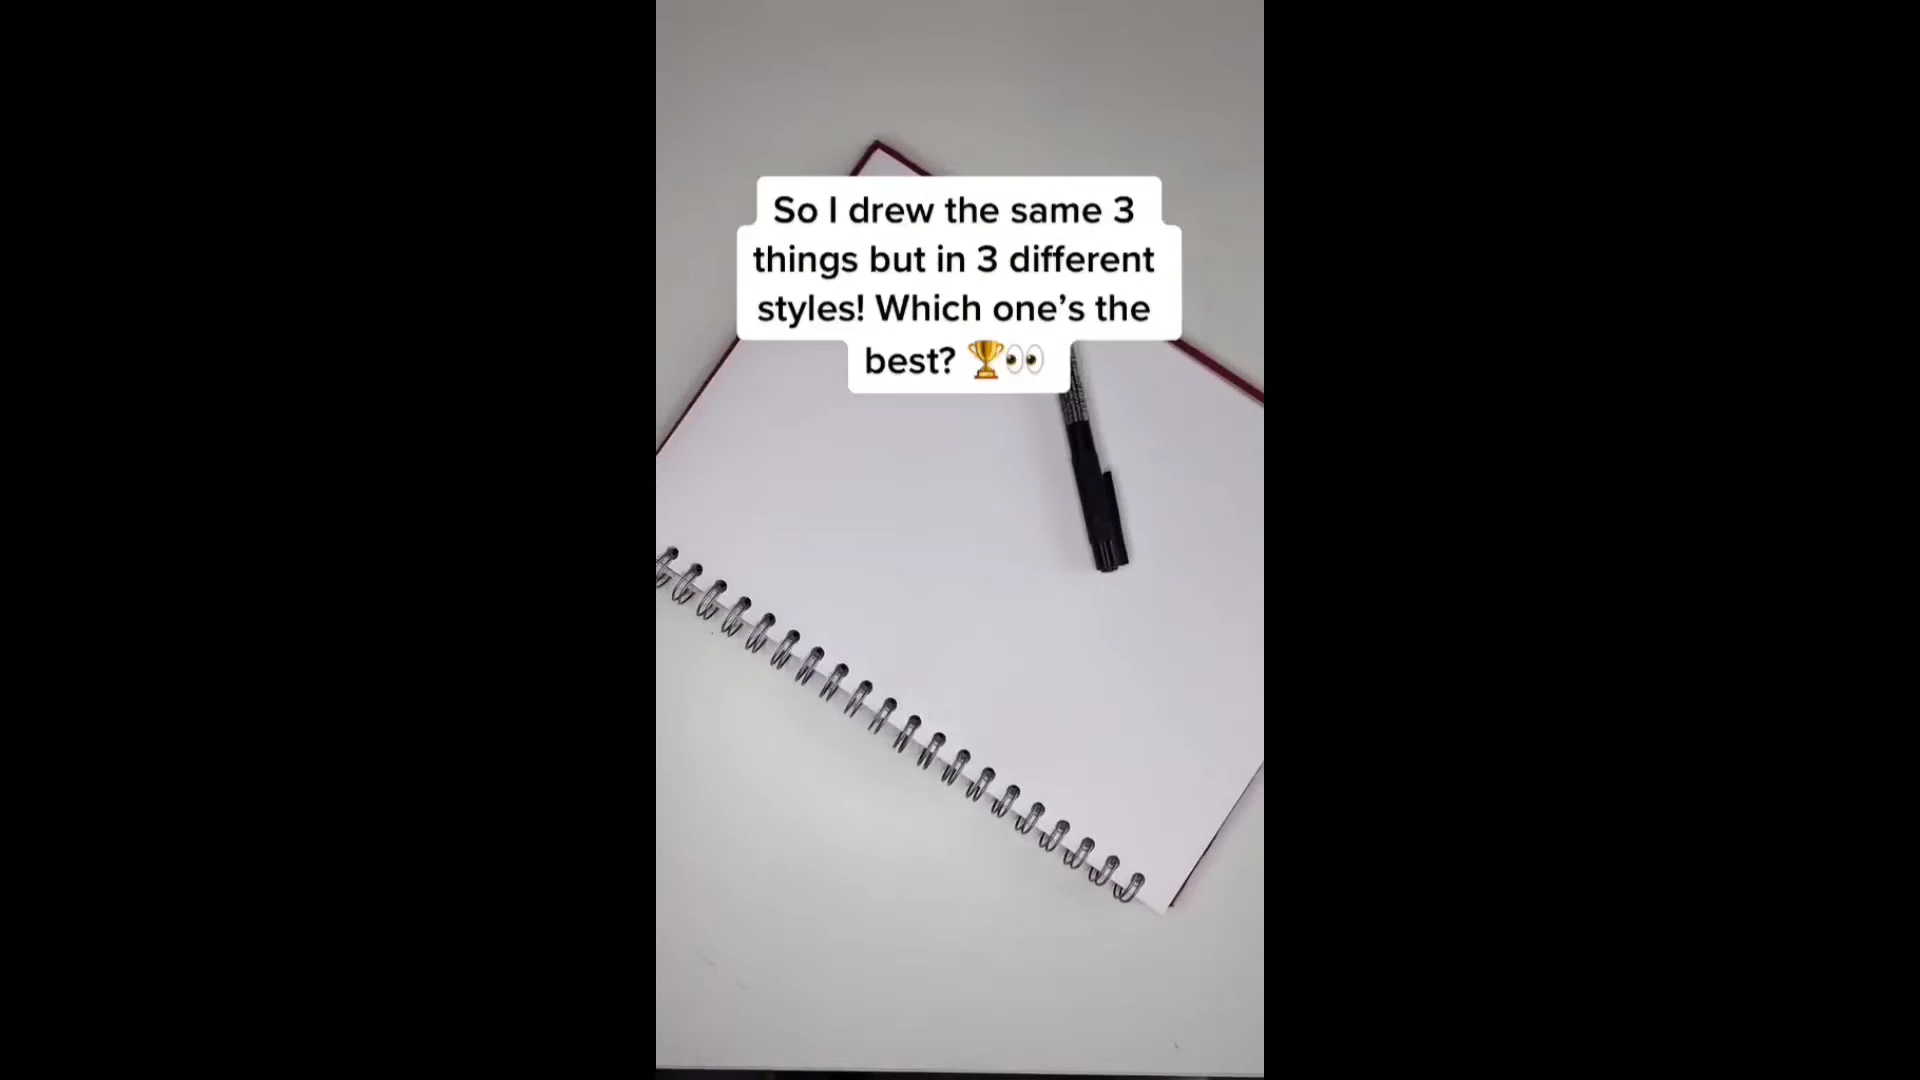 So I drew the same 3
things but in 3 different
styles! Which one’s the
best? 🏆👀